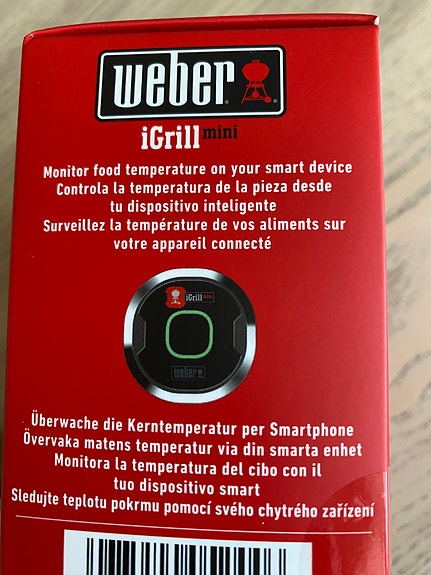 weber
iGrill mini
Monitor food temperature on your smart device
Controla la temperatura de la pieza desde
tu dispositivo inteligente
Surveillez la température de vos aliments sur
votre appareil connecté
iGrill mini
weber
Überwache die Kerntemperatur per Smartphone
Övervaka matens temperatur via din smarta enhet
Monitora la temperatura del cibo con il
tuo dispositivo smart
Sledujte teplotu pokrmu pomocí svého chytrého zařízení